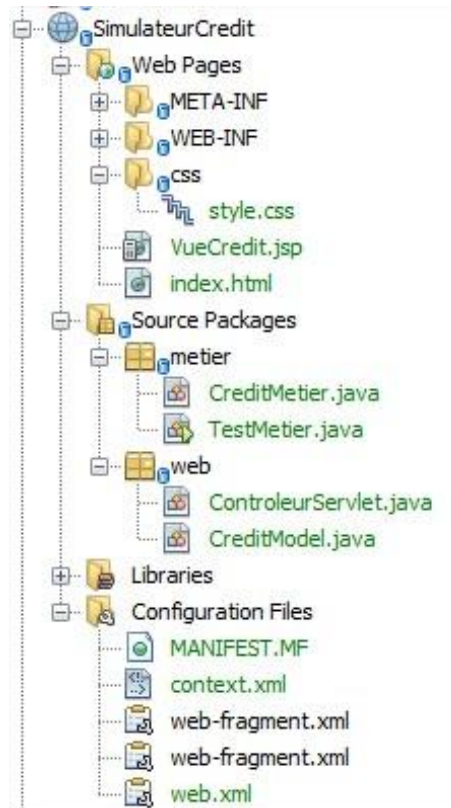 SimulateurCredit
Web Pages
META-INF
WEB-INF
css
style.css
VueCredit.jsp
index.html
Source Packages
metier
CreditMetier.java
TestMetier.java
web
ControleurServlet.java
CreditModel.java
Libraries
Configuration Files
MANIFEST.MF
context.xml
web-fragment.xml
web-fragment.xml
web.xml